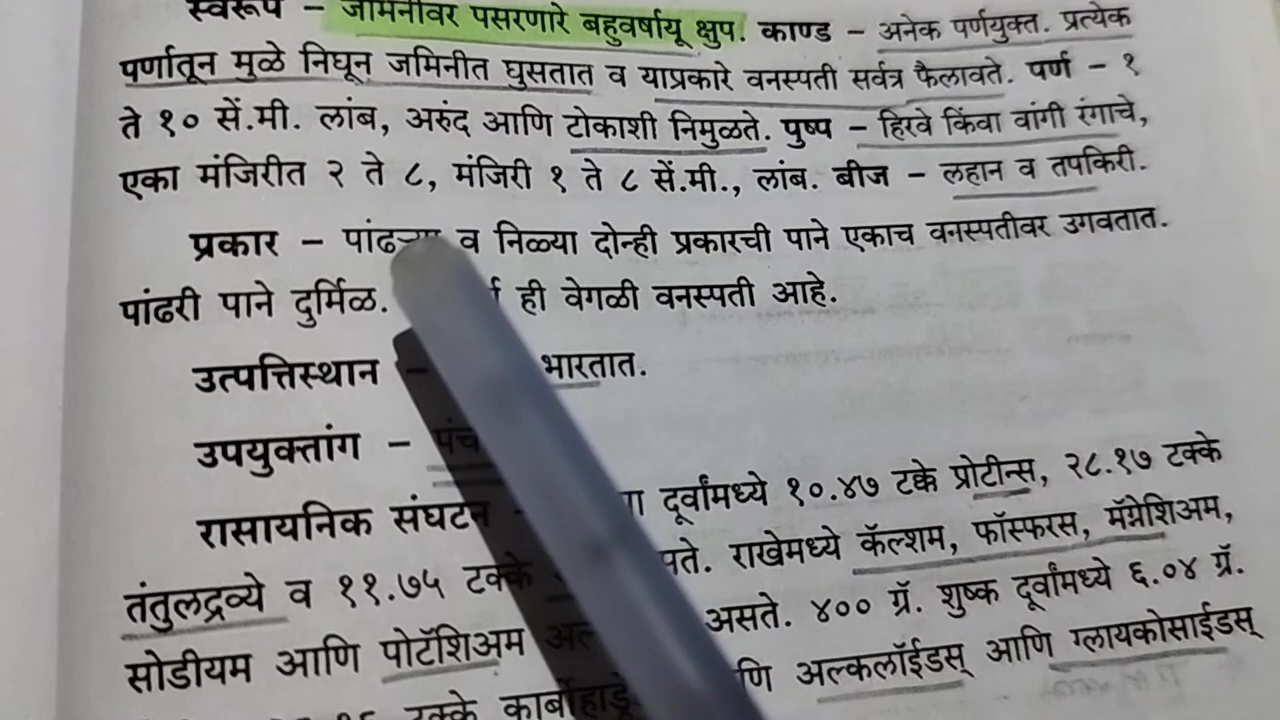 स्वरूप – जमिनीवर पसरणारे बहुवर्षायू क्षुप. काण्ड – अनेक पर्णयुक्त. प्रत्येक
पर्णातून मुळे निघून जमिनीत घुसतात व याप्रकारे वनस्पती सर्वत्र फैलावते. पर्ण – १
ते १० सें.मी. लांब, अरुंद आणि टोकाशी निमुळते. पुष्प – हिरवे किंवा वांगी रंगाचे,
एका मंजिरीत २ ते ८, मंजिरी १ ते ८ सें.मी., लांब. बीज – लहान व तपकिरी.
प्रकार – पांढऱ्या व निळ्या दोन्ही प्रकारची पाने एकाच वनस्पतीवर उगवतात.
पांढरी पाने दुर्मिळ. ही वेगळी वनस्पती आहे.
उत्पत्तिस्थान – भारतात.
उपयुक्तांग –
रासायनिक संघटन – दूर्वांमध्ये १०.४७ टक्के प्रोटीन्स, २८.१७ टक्के
तंतुलद्रव्ये व ११.७५ टक्के राखेमध्ये कॅल्शम, फॉस्फरस, मॅग्नेशिअम,
सोडीयम आणि पोटॅशिअम असते. ४०० ग्रॅ. शुष्क दूर्वांमध्ये ६.०४ ग्रॅ.
टक्के आणि अल्कलॉईडस् आणि ग्लायकोसाईडस्